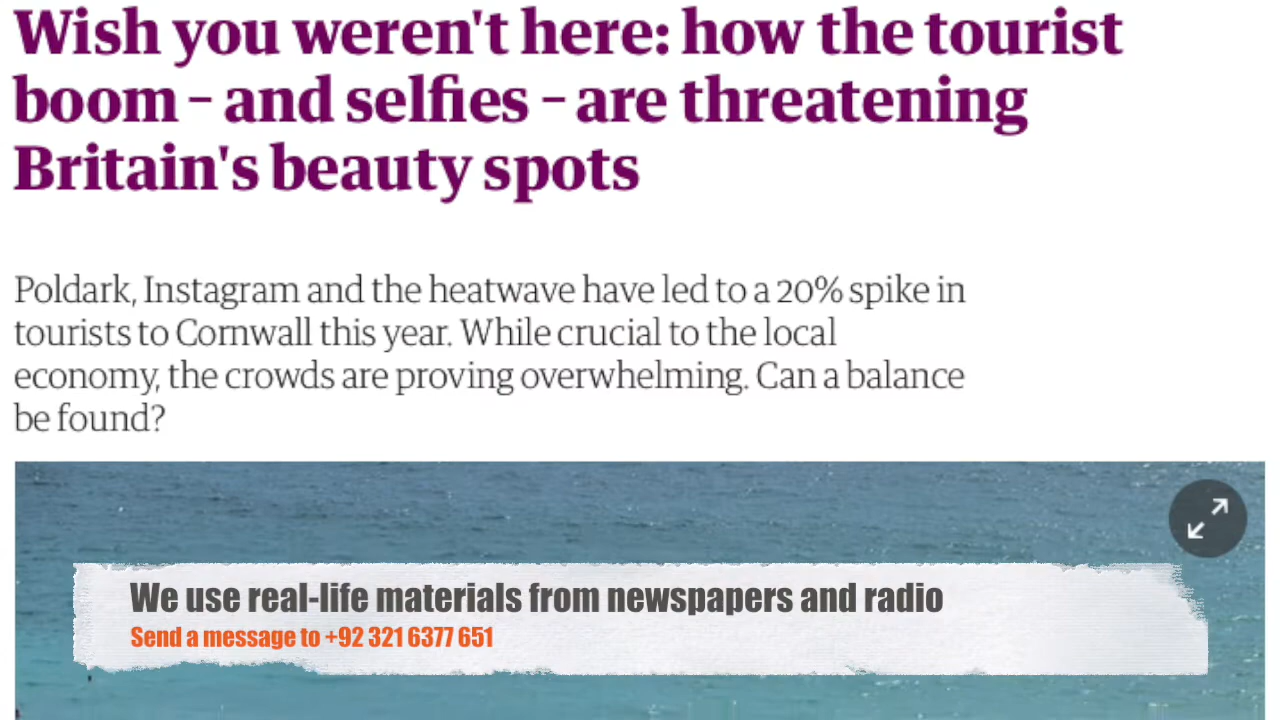 Wish you weren't here: how the tourist
boom – and selfies – are threatening
Britain's beauty spots
Poldark, Instagram and the heatwave have led to a 20% spike in
tourists to Cornwall this year. While crucial to the local
economy, the crowds are proving overwhelming. Can a balance
be found?
We use real-life materials from newspapers and radio
Send a message to +92 321 6377 651